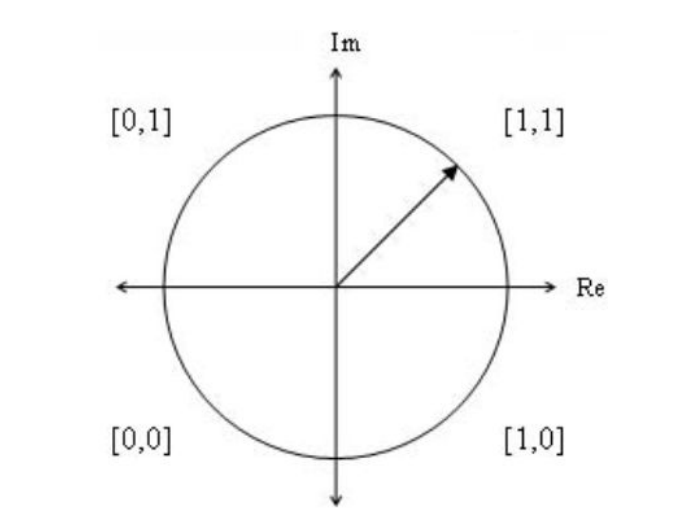 Im
[0,1]
[1,1]
Re
[0,0]
[1,0]